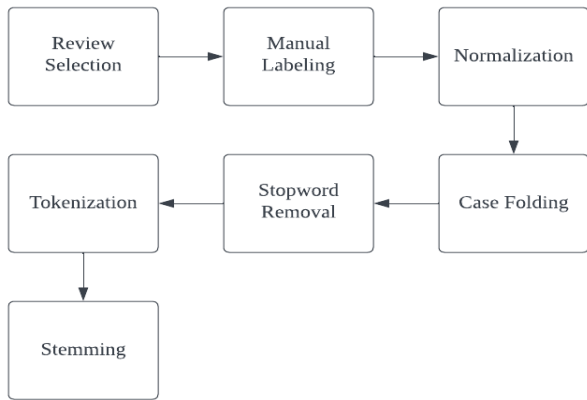 Review
Selection
Manual
Labeling
Normalization
Case Folding
Stopword
Removal
Tokenization
Stemming